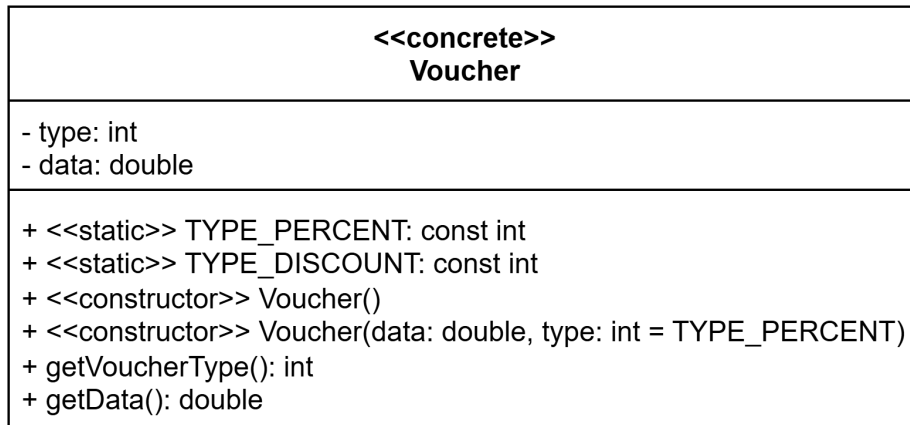 <<concrete>>
Voucher
- type: int
- data: double
+ <<static>> TYPE_PERCENT: const int
+ <<static>> TYPE_DISCOUNT: const int
+ <<constructor>> Voucher()
+ <<constructor>> Voucher(data: double, type: int = TYPE_PERCENT)
+ getVoucherType(): int
+ getData(): double